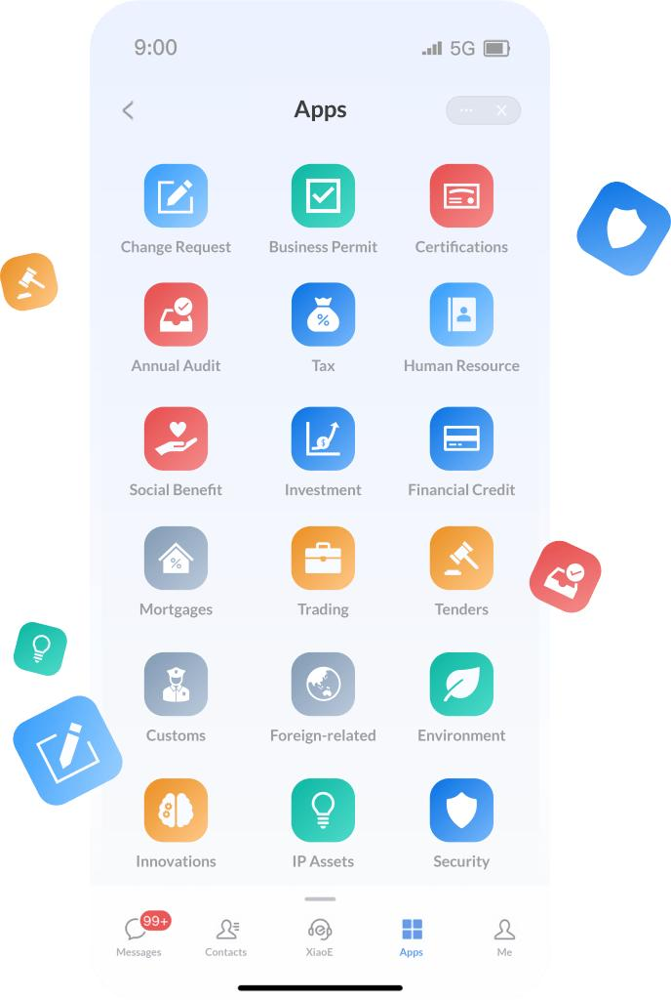 9:00 5G
Apps
Change Request Business Permit Certifications
Annual Audit Tax Human Resource
Social Benefit Investment Financial Credit
Mortgages Trading Tenders
Customs Foreign-related Environment
Innovations IP Assets Security
99+
Messages Contacts XiaoE Apps Me